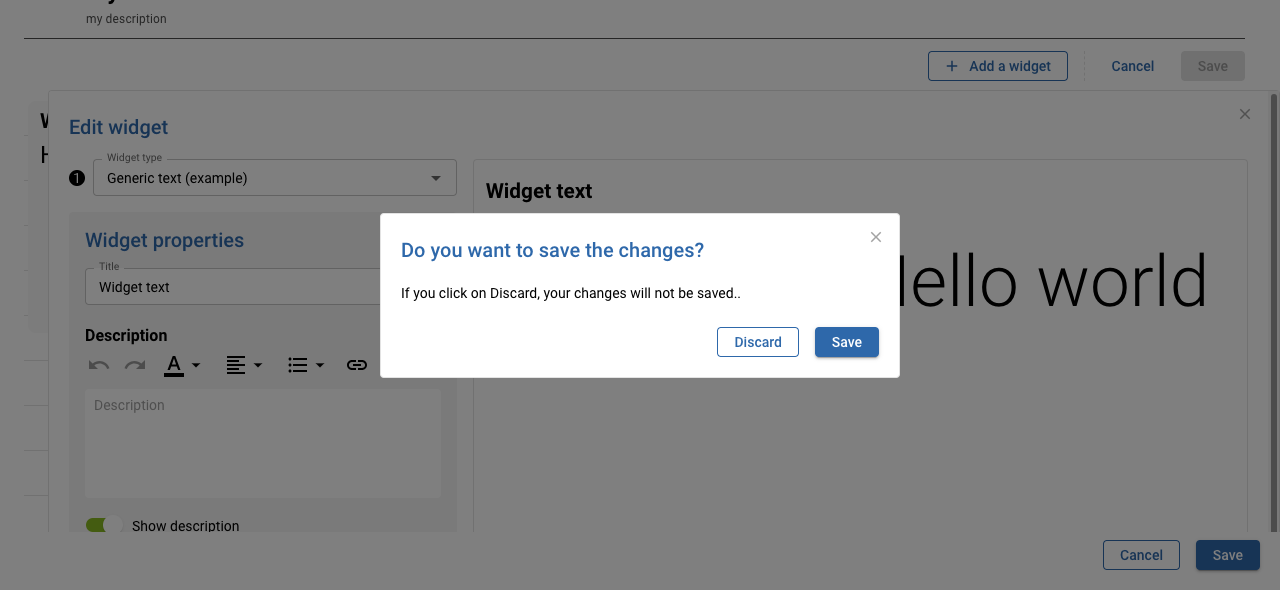 my description
Add a widget
Cancel
Save
Edit widget
Widget type
1
Generic text (example)
Widget text
Widget properties
Title
Widget text
Do you want to save the changes?
If you click on Discard, your changes will not be saved..
Discard
Save
ello world
Description
A
Description
Show description
Cancel
Save